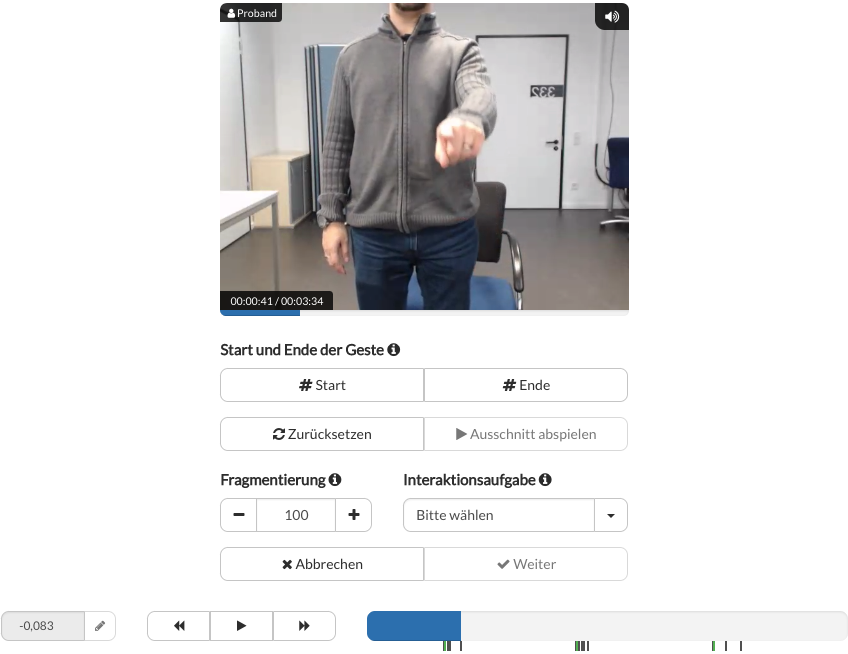 Proband
332
00:00:41 / 00:03:34
Start und Ende der Geste
Start
Ende
Zurücksetzen
Ausschnitt abspielen
Fragmentierung
Interaktionsaufgabe
100
Bitte wählen
Abbrechen
Weiter
-0,083